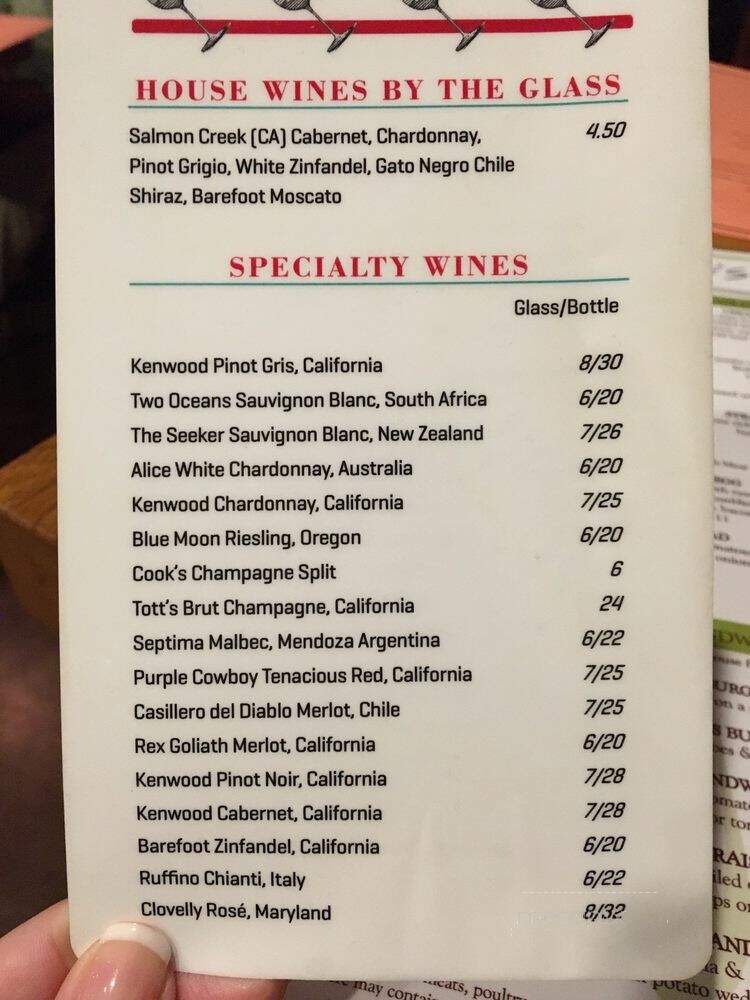 HOUSE WINES BY THE GLASS
Salmon Creek (CA) Cabernet, Chardonnay, 4.50
Pinot Grigio, White Zinfandel, Gato Negro Chile
Shiraz, Barefoot Moscato
SPECIALTY WINES
Glass/Bottle
Kenwood Pinot Gris, California 8/30
Two Oceans Sauvignon Blanc, South Africa 6/20
The Seeker Sauvignon Blanc, New Zealand 7/26
Alice White Chardonnay, Australia 6/20
Kenwood Chardonnay, California 7/25
Blue Moon Riesling, Oregon 6/20
Cook's Champagne Split 6
Tott's Brut Champagne, California 24
Septima Malbec, Mendoza Argentina 6/22
Purple Cowboy Tenacious Red, California 7/25
Casillero del Diablo Merlot, Chile 7/25
Rex Goliath Merlot, California 6/20
Kenwood Pinot Noir, California 7/28
Kenwood Cabernet, California 7/28
Barefoot Zinfandel, California 6/20
Ruffino Chianti, Italy 6/22
Clovelly Rosé, Maryland 8/32